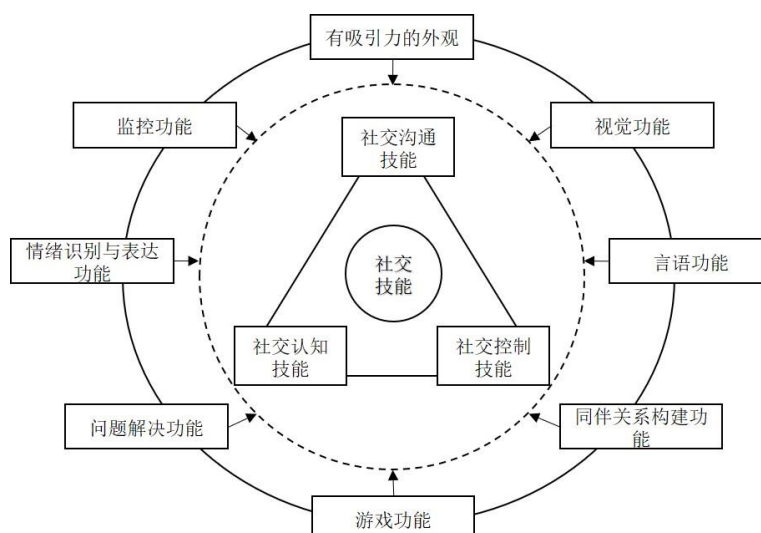 有吸引力的外观
监控功能
视觉功能
社交沟通
技能
情绪识别与表达
功能
社交
技能
言语功能
社交认知
技能
社交控制
技能
问题解决功能
同伴关系构建功
能
游戏功能